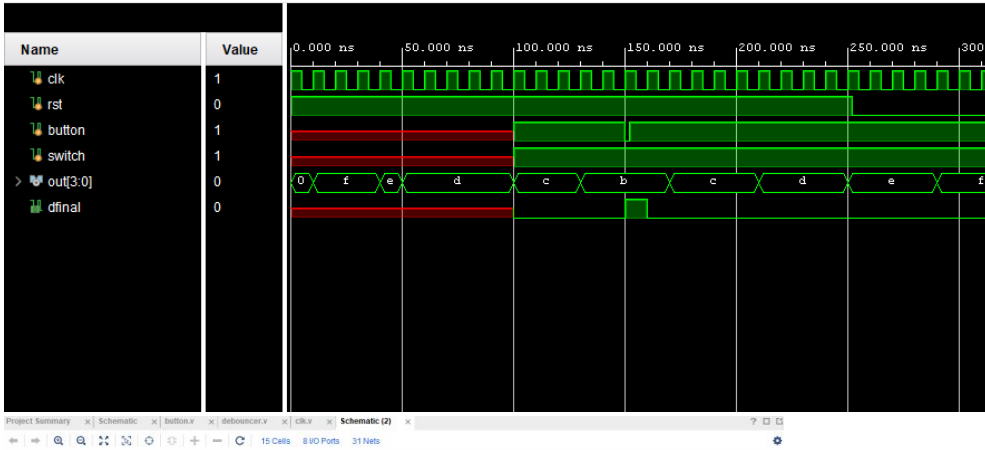 Name Value
0.000 ns 50.000 ns 100.000 ns 150.000 ns 200.000 ns 250.000 ns 300
clk 1
rst 0
button 1
switch 1
out[3:0] 0 0 f e d c b c d e f
dfinal 0
Project Summary x Schematic x button.v x debouncer.v x clk.v x Schematic (2) x ?
15 Cells 8 I/O Ports 31 Nets